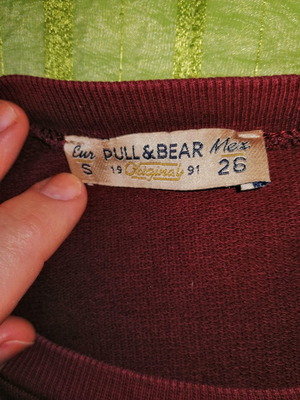 Eur PULL&BEAR Mex
S 19 Original 91 26